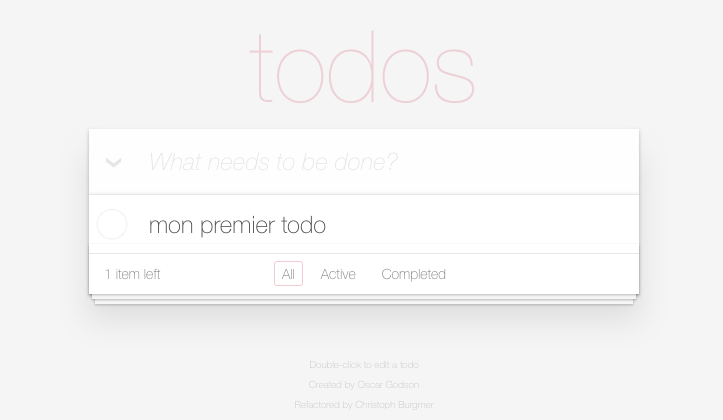 todos
What needs to be done?
mon premier todo
1 item left All Active Completed
Double-click to edit a todo
Created by Oscar Godson
Refactored by Christoph Burgmer